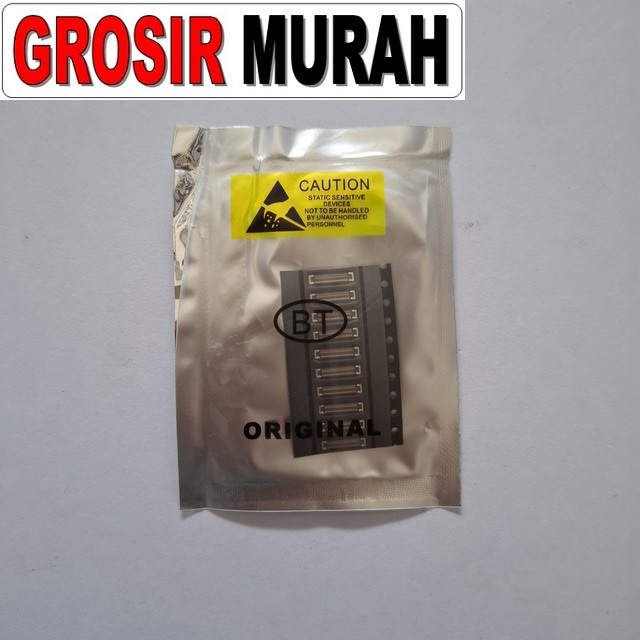 GROSIR MURAH
CAUTION
STATIC SENSITIVE
DEVICES
NOT TO BE HANDLED
BY UNAUTHORISED
PERSONNEL
BT
ORIGINAL